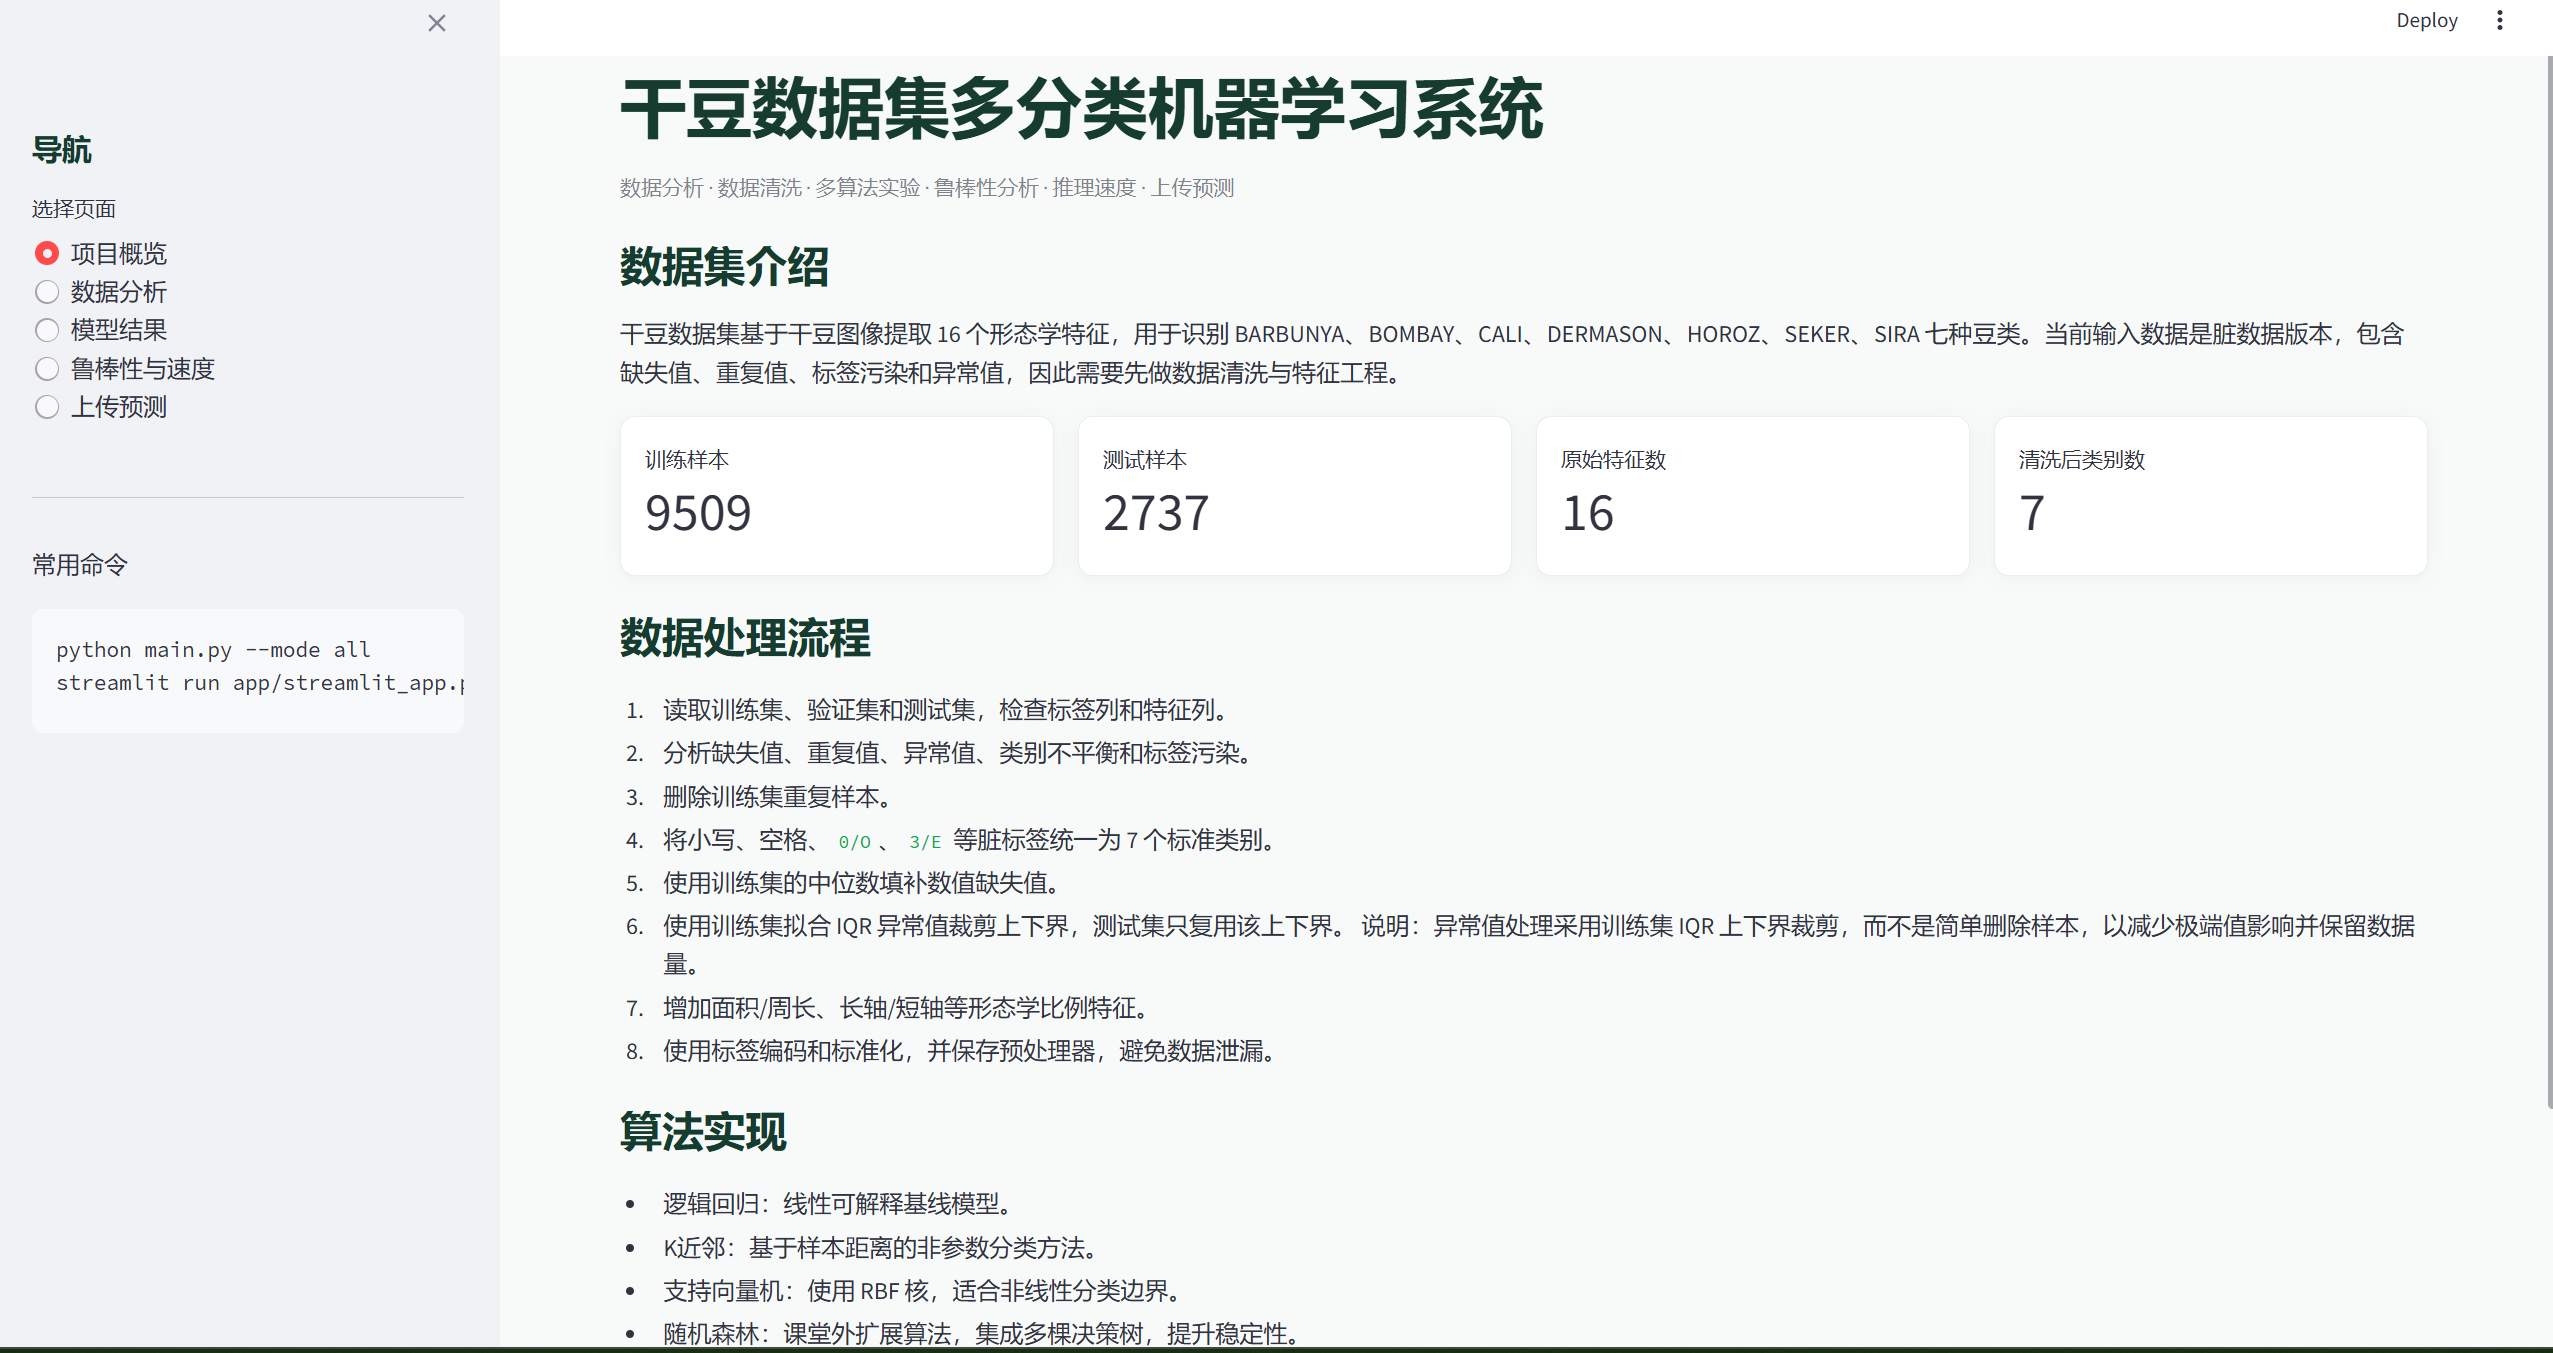 Deploy
导航
选择页面
项目概览
数据分析
模型结果
鲁棒性与速度
上传预测
常用命令
python main.py --mode all
streamlit run app/streamlit_app.p
干豆数据集多分类机器学习系统
数据分析 · 数据清洗 · 多算法实验 · 鲁棒性分析 · 推理速度 · 上传预测
数据集介绍
干豆数据集基于干豆图像提取 16 个形态学特征，用于识别 BARBUNYA、BOMBAY、CALI、DERMASON、HOROZ、SEKER、SIRA 七种豆类。当前输入数据是脏数据版本，包含
缺失值、重复值、标签污染和异常值，因此需要先做数据清洗与特征工程。
训练样本
9509
测试样本
2737
原始特征数
16
清洗后类别数
7
数据处理流程
1. 读取训练集、验证集和测试集，检查标签列和特征列。
2. 分析缺失值、重复值、异常值、类别不平衡和标签污染。
3. 删除训练集重复样本。
4. 将小写、空格、 0/O 、 3/E 等脏标签统一为 7 个标准类别。
5. 使用训练集的中位数填补数值缺失值。
6. 使用训练集拟合 IQR 异常值裁剪上下界，测试集只复用该上下界。 说明：异常值处理采用训练集 IQR 上下界裁剪，而不是简单删除样本，以减少极端值影响并保留数据
量。
7. 增加面积/周长、长轴/短轴等形态学比例特征。
8. 使用标签编码和标准化，并保存预处理器，避免数据泄漏。
算法实现
• 逻辑回归：线性可解释基线模型。
• K近邻：基于样本距离的非参数分类方法。
• 支持向量机：使用 RBF 核，适合非线性分类边界。
• 随机森林：课堂外扩展算法，集成多棵决策树，提升稳定性。